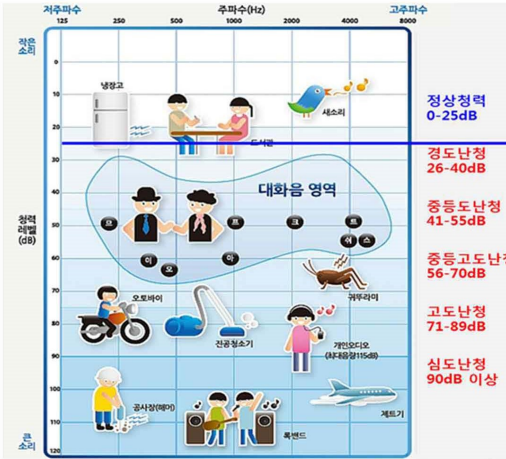 저주파수 주파수(Hz) 고주파수
125 250 500 1000 2000 4000 8000
작은
소리
0
10
20
30
40
50
60
70
80
90
100
110
120
청력
레벨
(dB)
큰
소리
냉장고
도서관
새소리
대화음 영역
므 프 크 트
쉬 스
이 모 아
오토바이
진공청소기
귀뚜라미
개인오디오
(최대음량115dB)
공사장(해머)
록밴드
제트기
정상청력
0-25dB
경도난청
26-40dB
중등도난청
41-55dB
중등고도난청
56-70dB
고도난청
71-89dB
심도난청
90dB 이상